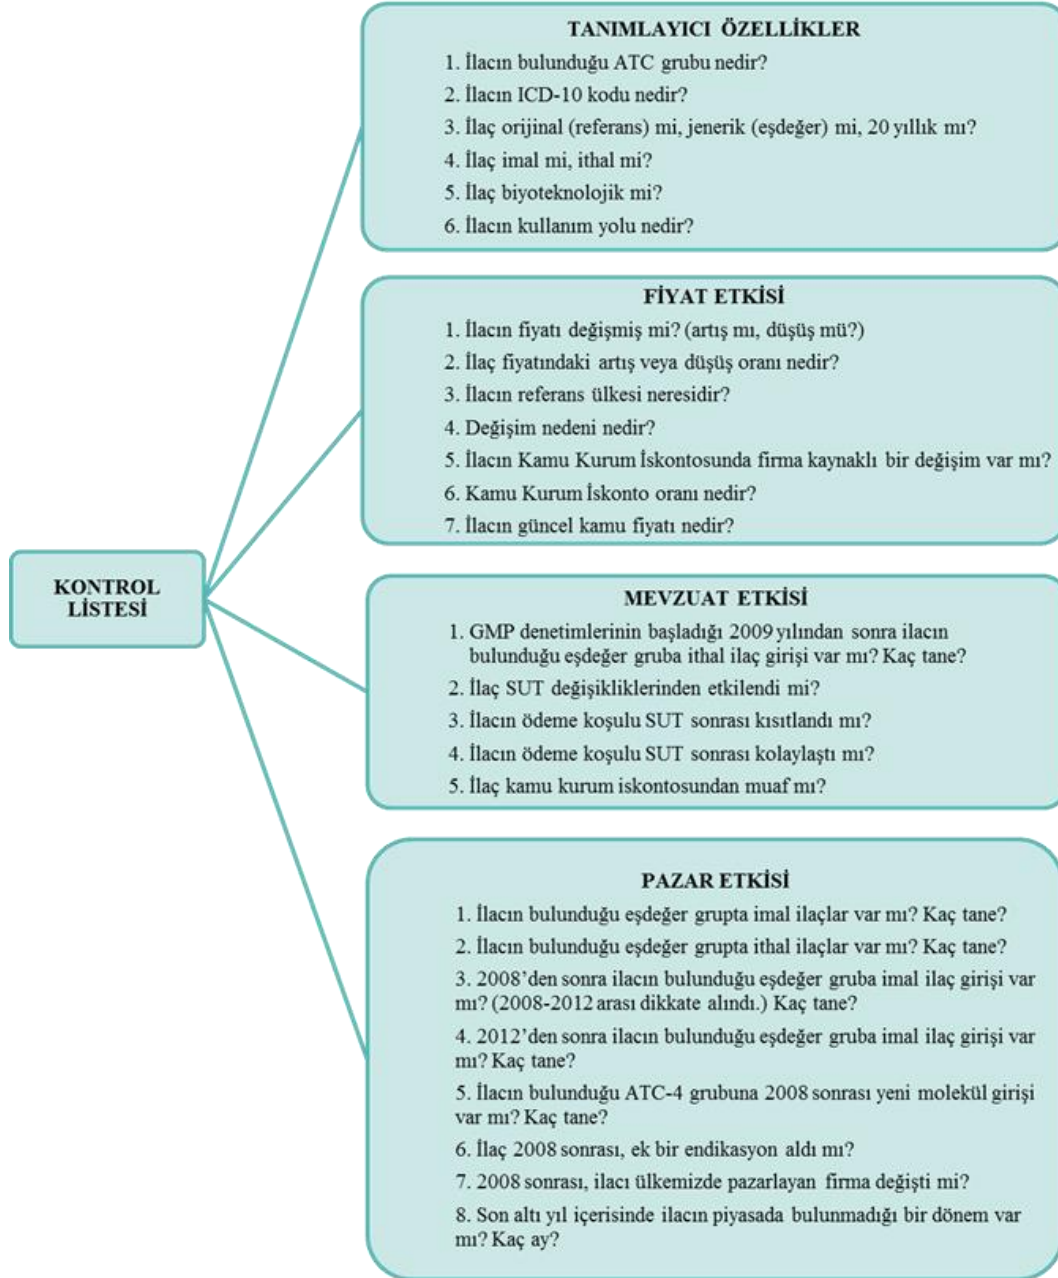 KONTROL
LİSTESİ
TANIMLAYICI ÖZELLİKLER
1. İlacın bulunduğu ATC grubu nedir?
2. İlacın ICD-10 kodu nedir?
3. İlaç orijinal (referans) mi, jenerik (eşdeğer) mi, 20 yıllık mı?
4. İlaç imal mi, ithal mi?
5. İlaç biyoteknolojik mi?
6. İlacın kullanım yolu nedir?
FİYAT ETKİSİ
1. İlacın fiyatı değişmiş mi? (artış mı, düşüş mü?)
2. İlaç fiyatındaki artış veya düşüş oranı nedir?
3. İlacın referans ülkesi neresidir?
4. Değişim nedeni nedir?
5. İlacın Kamu Kurum İskontosunda firma kaynaklı bir değişim var mı?
6. Kamu Kurum İskonto oranı nedir?
7. İlacın güncel kamu fiyatı nedir?
MEVZUAT ETKİSİ
1. GMP denetimlerinin başladığı 2009 yılından sonra ilacın
bulunduğu eşdeğer gruba ithal ilaç girişi var mı? Kaç tane?
2. İlaç SUT değişikliklerinden etkilendi mi?
3. İlacın ödeme koşulu SUT sonrası kısıtlandı mı?
4. İlacın ödeme koşulu SUT sonrası kolaylaştı mı?
5. İlaç kamu kurum iskontosundan muaf mı?
PAZAR ETKİSİ
1. İlacın bulunduğu eşdeğer grupta imal ilaçlar var mı? Kaç tane?
2. İlacın bulunduğu eşdeğer grupta ithal ilaçlar var mı? Kaç tane?
3. 2008’den sonra ilacın bulunduğu eşdeğer gruba imal ilaç girişi var
mı? (2008-2012 arası dikkate alındı.) Kaç tane?
4. 2012’den sonra ilacın bulunduğu eşdeğer gruba imal ilaç girişi var
mı? Kaç tane?
5. İlacın bulunduğu ATC-4 grubuna 2008 sonrası yeni molekül girişi
var mı? Kaç tane?
6. İlaç 2008 sonrası, ek bir endikasyon aldı mı?
7. 2008 sonrası, ilacı ülkemizde pazarlayan firma değişti mi?
8. Son altı yıl içerisinde ilacın piyasada bulunmadığı bir dönem var
mı? Kaç ay?